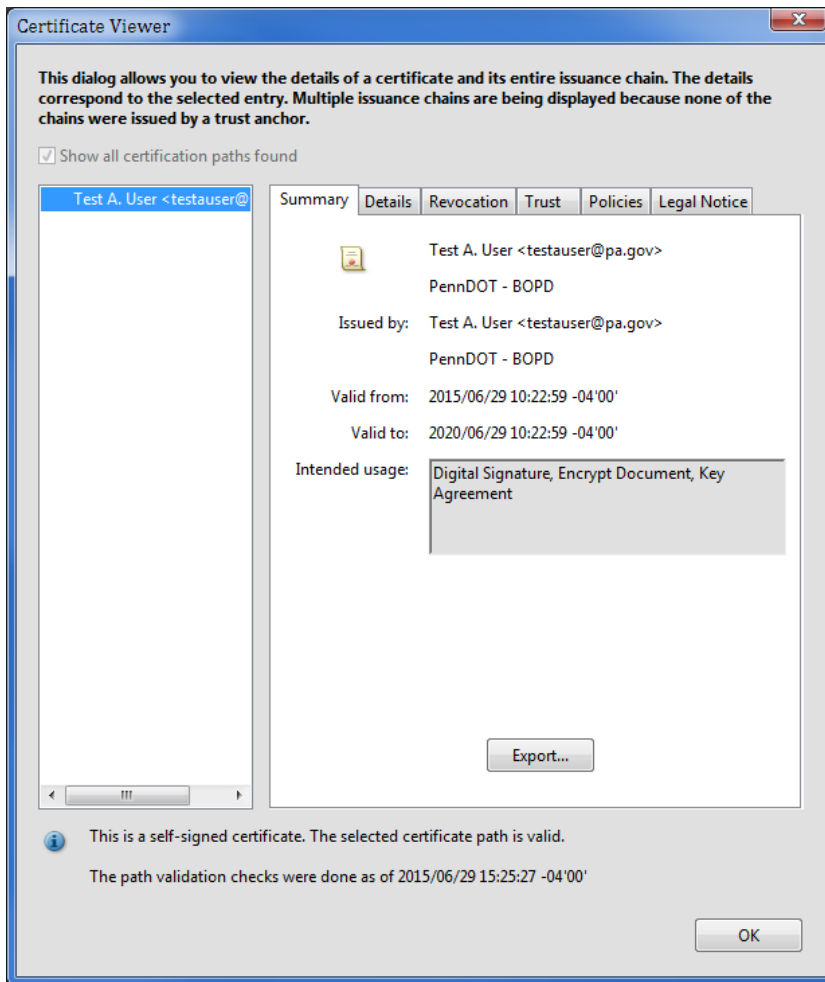 Certificate Viewer
This dialog allows you to view the details of a certificate and its entire issuance chain. The details
correspond to the selected entry. Multiple issuance chains are being displayed because none of the
chains were issued by a trust anchor.
Show all certification paths found
Test A. User <testauser@
Summary Details Revocation Trust Policies Legal Notice
Test A. User <testauser@pa.gov>
PennDOT - BOPD
Issued by: Test A. User <testauser@pa.gov>
PennDOT - BOPD
Valid from: 2015/06/29 10:22:59 -04'00'
Valid to: 2020/06/29 10:22:59 -04'00'
Intended usage: Digital Signature, Encrypt Document, Key
Agreement
Export...
This is a self-signed certificate. The selected certificate path is valid.
The path validation checks were done as of 2015/06/29 15:25:27 -04'00'
OK